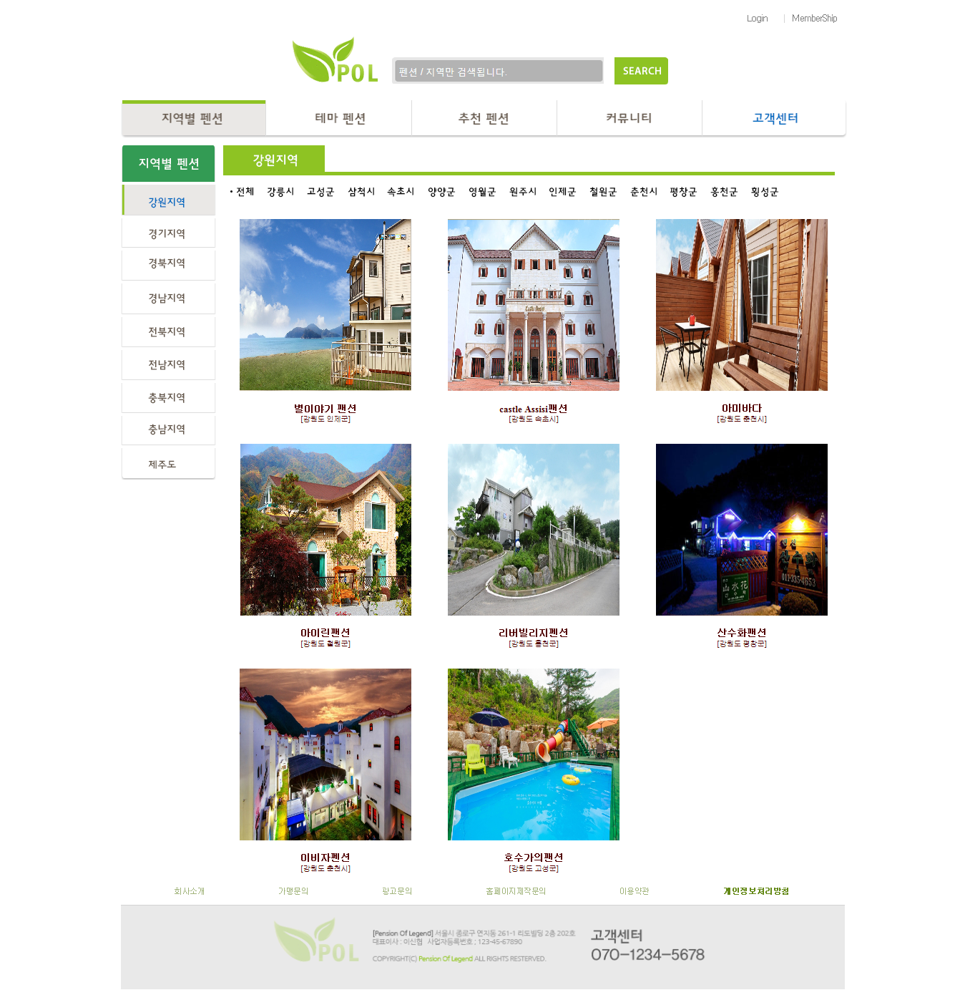 Login
MemberShip
POL
펜션 / 지역만 검색됩니다.
SEARCH
지역별 펜션
테마 펜션
추천 펜션
커뮤니티
고객센터
지역별 펜션
강원지역
경기지역
경북지역
경남지역
전북지역
전남지역
충북지역
충남지역
제주도
강원지역
• 전체 강릉시 고성군 삼척시 속초시 양양군 영월군 원주시 인제군 철원군 춘천시 평창군 홍천군 횡성군
Castle Assisi
별이야기 팬션
[강원도 인제군]
castle Assisi팬션
[강원도 속초시]
아미바다
[강원도 춘천시]
山水花
011-335-4653
아이린팬션
[강원도 철원군]
리버빌리지펜션
[강원도 홍천군]
산수화팬션
[강원도 평창군]
이비자펜션
[강원도 춘천시]
호수가의팬션
[강원도 고성군]
회사소개
가맹문의
광고문의
홈페이지제작문의
이용약관
개인정보처리방침
POL
[Pension Of Legend] 서울시 종로구 연지동 261-1 리도빌딩 2층 202호
대표이사 : 이신협 사업자등록번호 ; 123-45-67890
COPYRIGHT(C) Pension Of Legend ALL RIGHTS RESTERVED.
고객센터
070-1234-5678